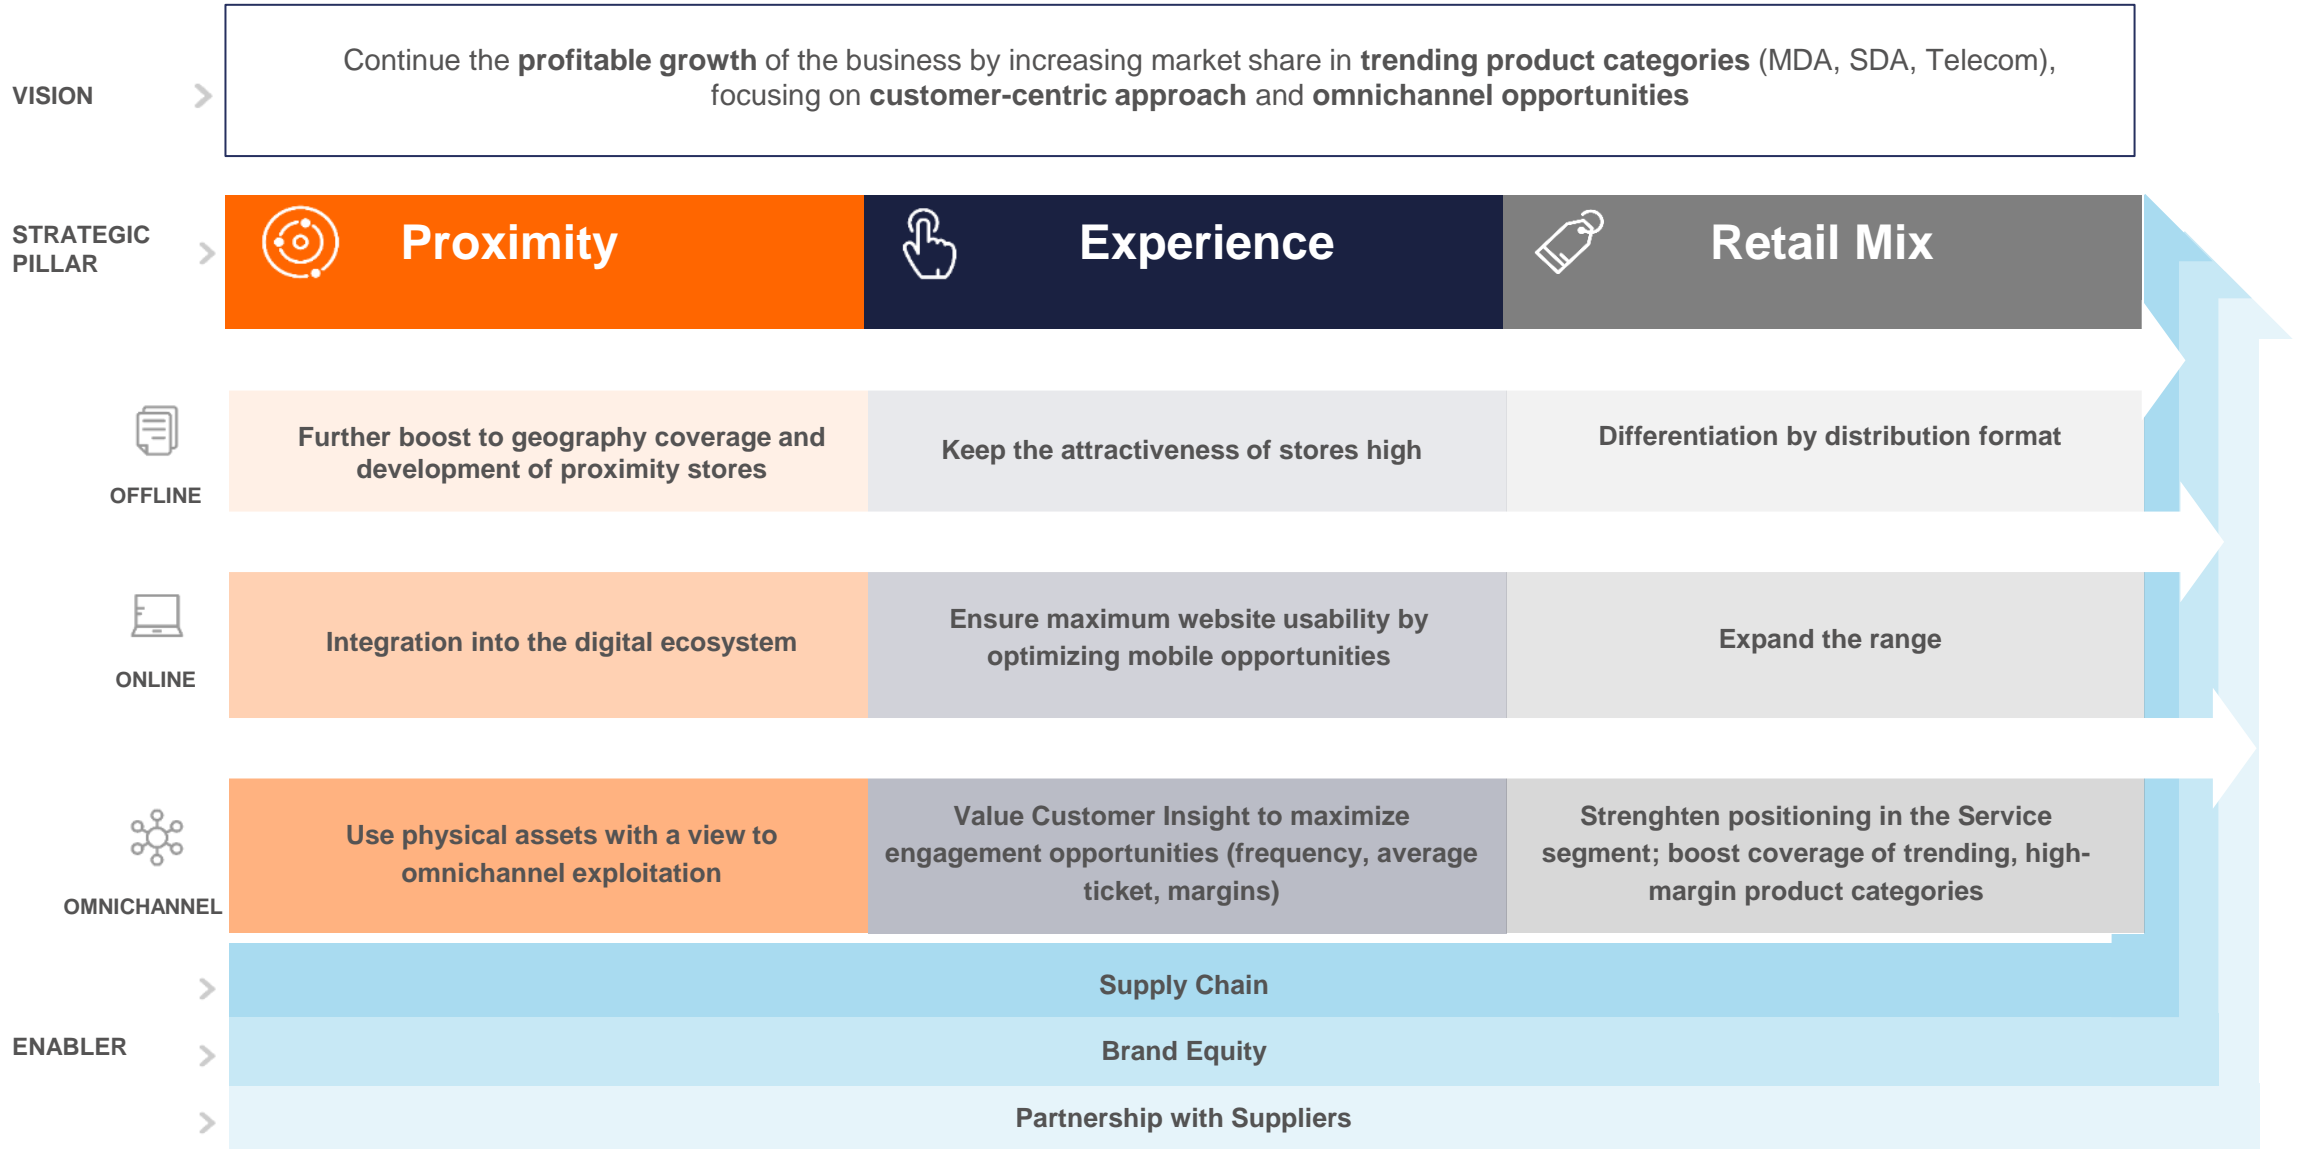 VISION
Continue the profitable growth of the business by increasing market share in trending product categories (MDA, SDA, Telecom),
focusing on customer-centric approach and omnichannel opportunities
STRATEGIC
PILLAR
Proximity
Experience
Retail Mix
OFFLINE
Further boost to geography coverage and
development of proximity stores
Keep the attractiveness of stores high
Differentiation by distribution format
ONLINE
Integration into the digital ecosystem
Ensure maximum website usability by
optimizing mobile opportunities
Expand the range
OMNICHANNEL
Use physical assets with a view to
omnichannel exploitation
Value Customer Insight to maximize
engagement opportunities (frequency, average
ticket, margins)
Strenghten positioning in the Service
segment; boost coverage of trending, high-
margin product categories
ENABLER
Supply Chain
Brand Equity
Partnership with Suppliers